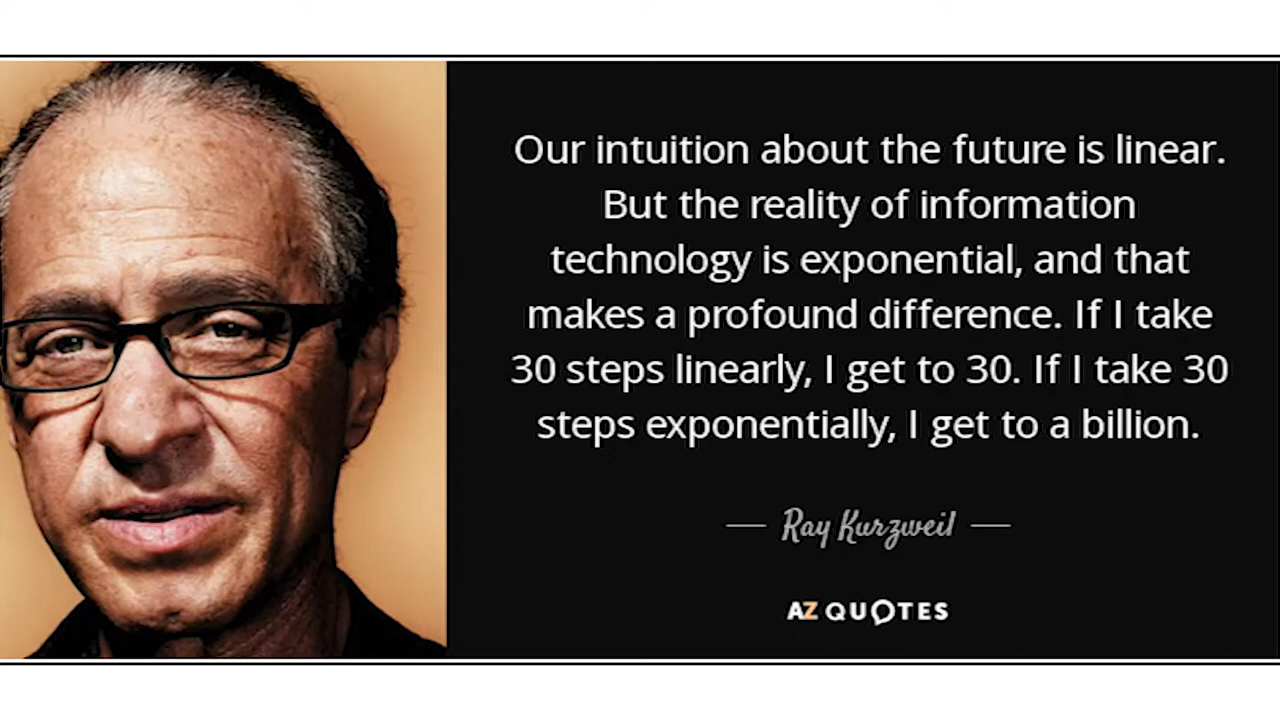 Our intuition about the future is linear.
But the reality of information
technology is exponential, and that
makes a profound difference. If I take
30 steps linearly, I get to 30. If I take 30
steps exponentially, I get to a billion.
Ray Kurzweil
AZ QUOTES